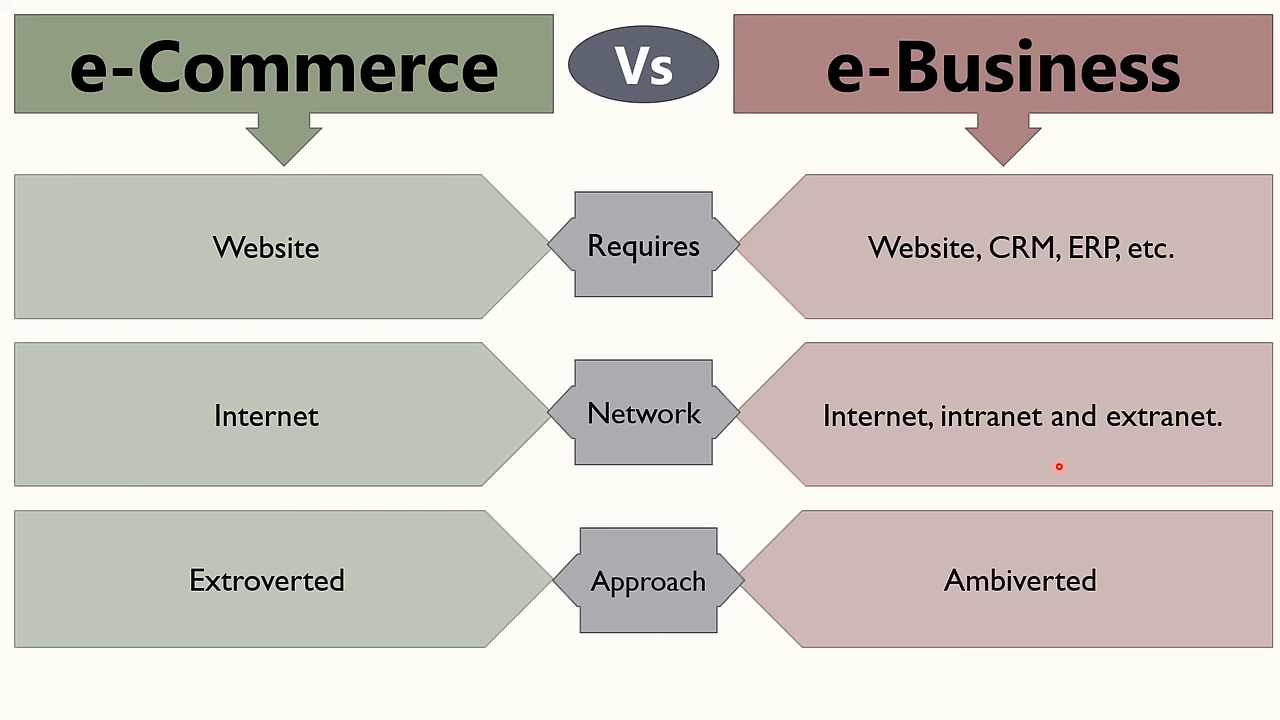 e-Commerce
Vs
e-Business
Website
Requires
Website, CRM, ERP, etc.
Internet
Network
Internet, intranet and extranet.
Extroverted
Approach
Ambiverted